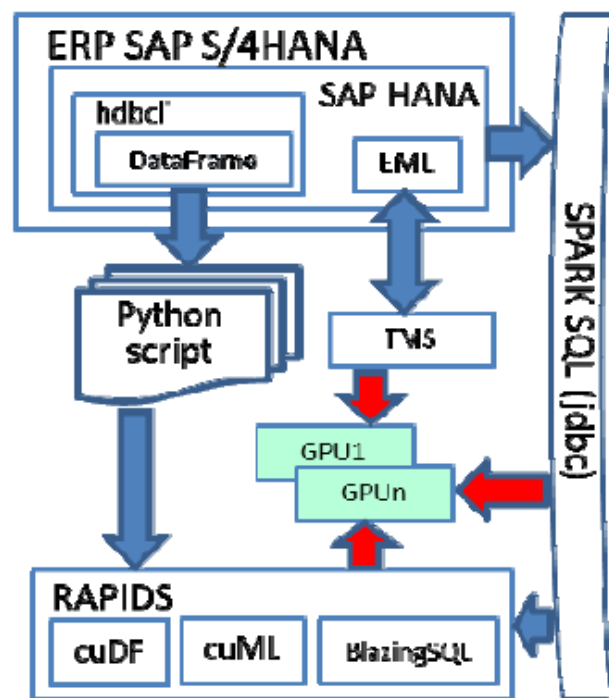 ERP SAP S/4HANA
SAP HANA
hdbcl
DataFrame
EML
SPARK SQL (jdbc)
Python
script
TMS
GPU1
GPUn
RAPIDS
cuDF
cuML
BlazingSQL